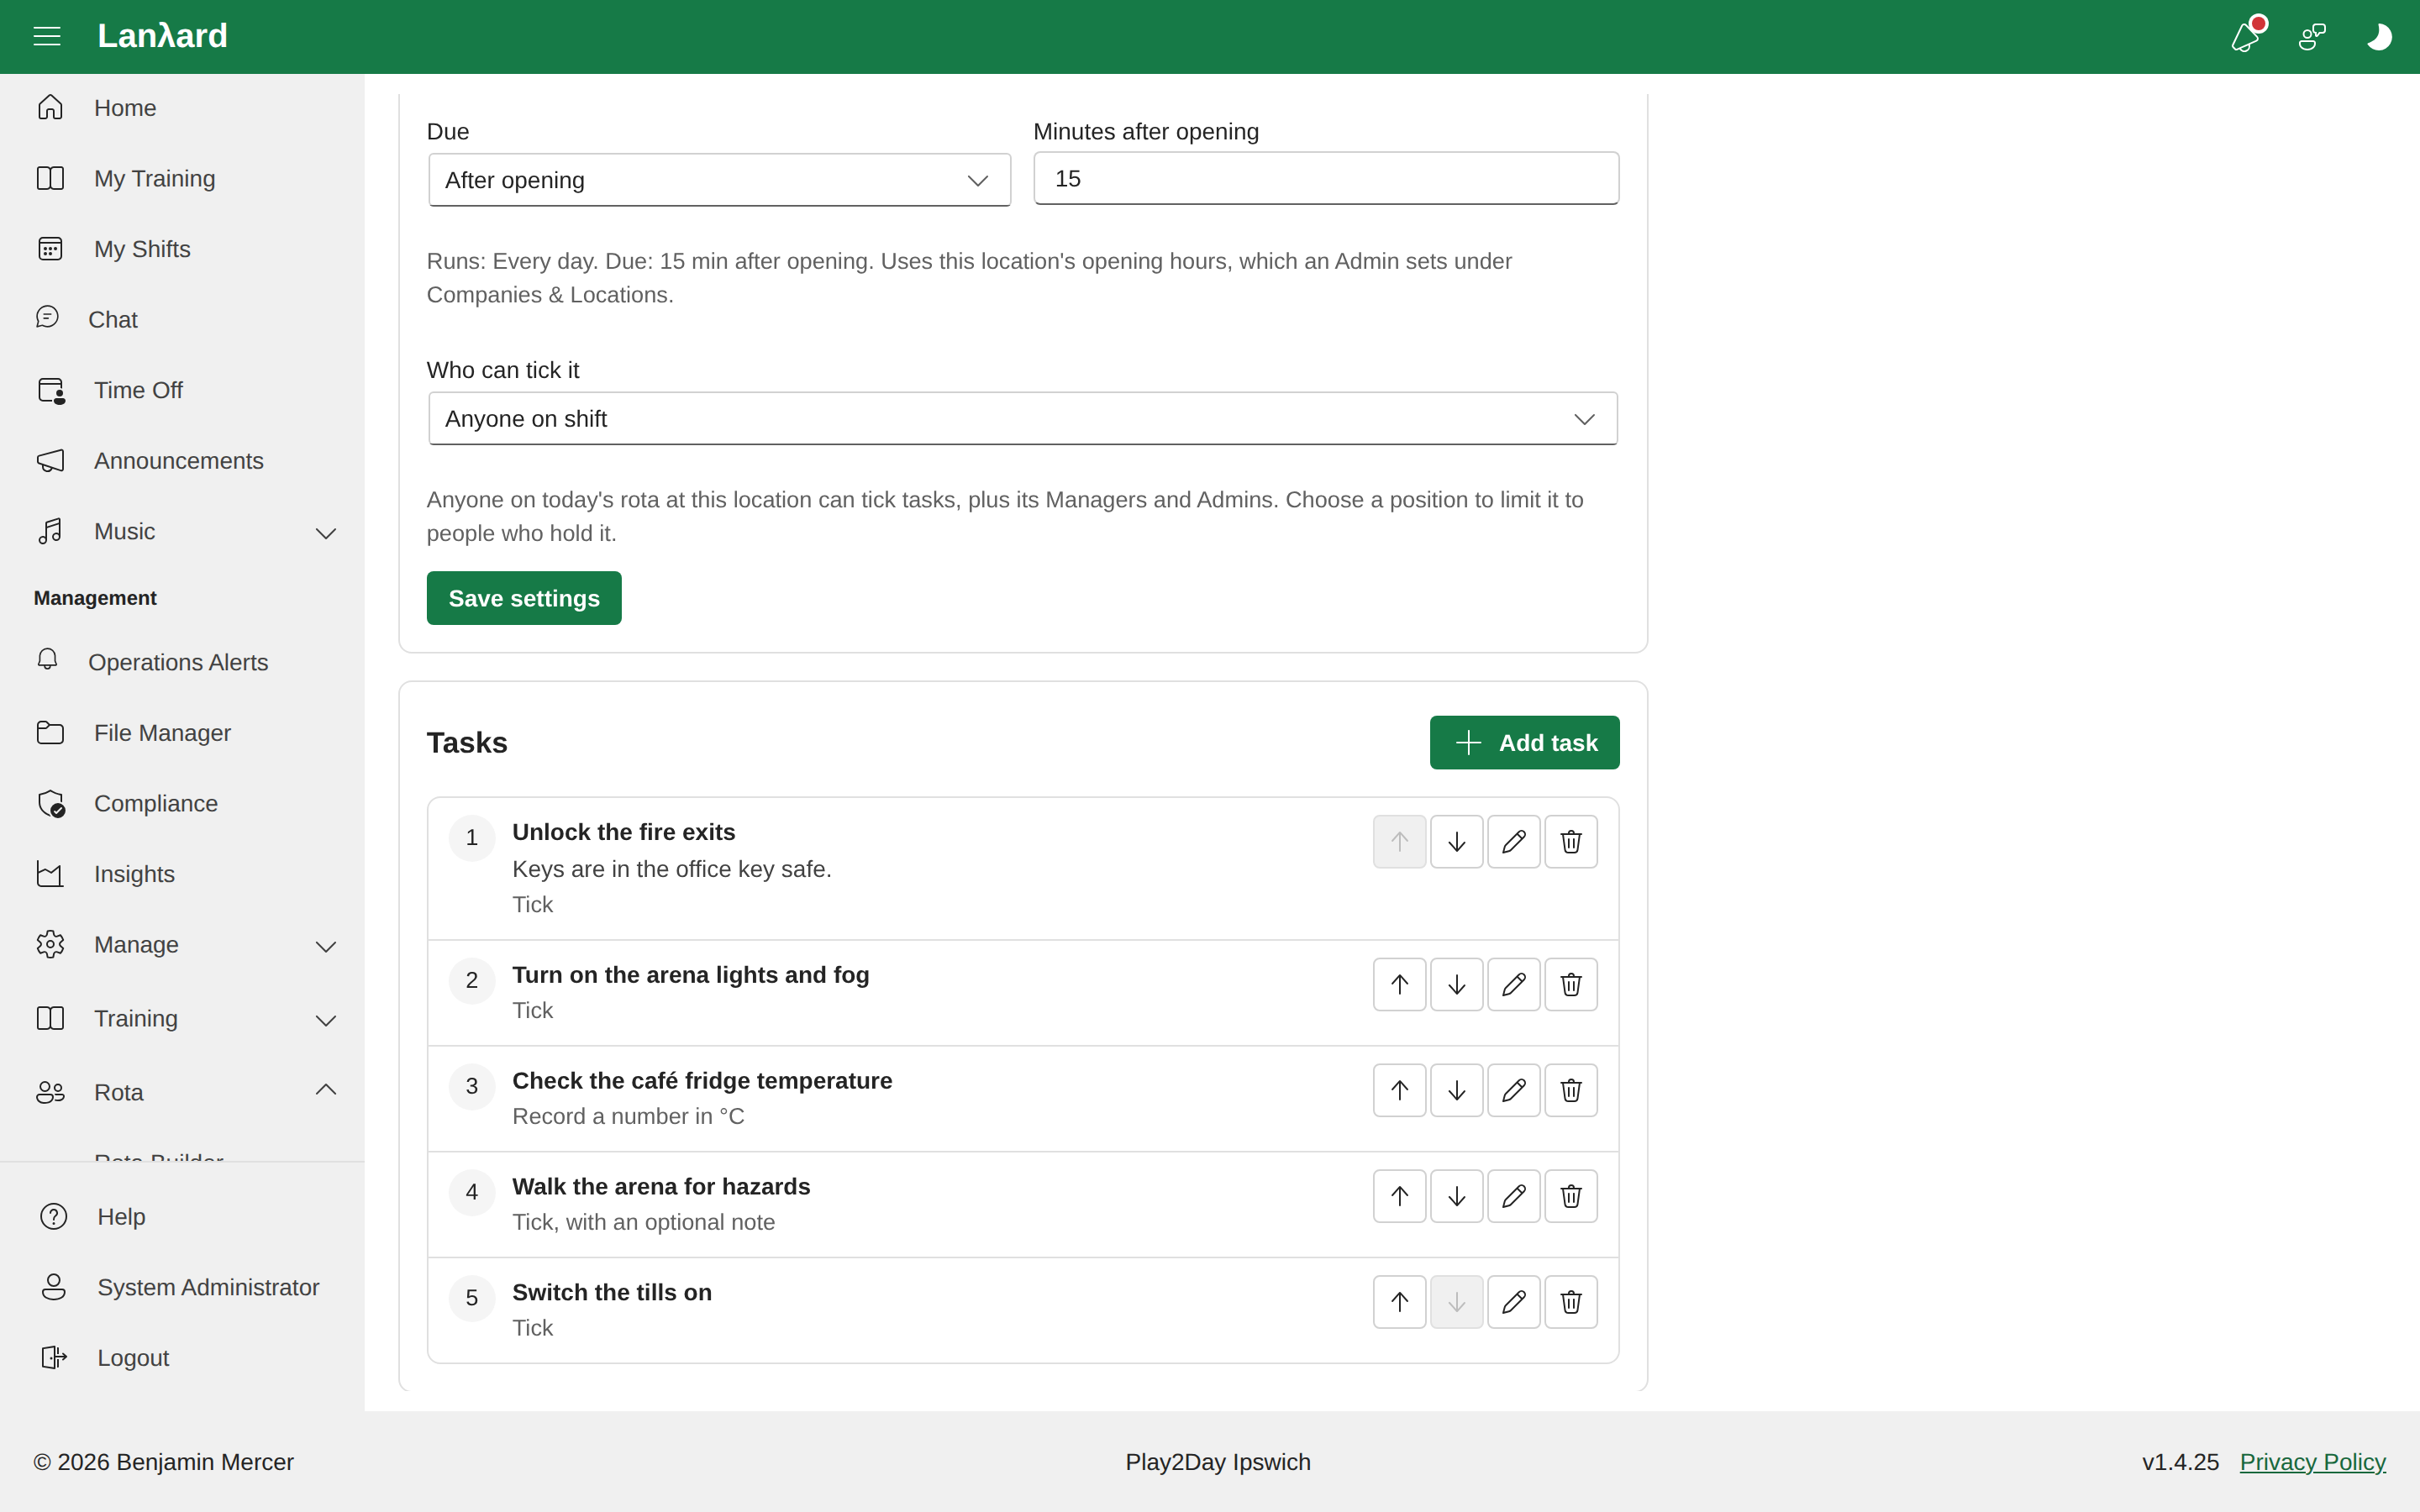 Lanλard
Home
My Training
My Shifts
Chat
Time Off
Announcements
Music
Management
Operations Alerts
File Manager
Compliance
Insights
Manage
Training
Rota
Rota Builder
Help
System Administrator
Logout
Due
Minutes after opening
After opening
15
Runs: Every day. Due: 15 min after opening. Uses this location's opening hours, which an Admin sets under
Companies & Locations.
Who can tick it
Anyone on shift
Anyone on today's rota at this location can tick tasks, plus its Managers and Admins. Choose a position to limit it to
people who hold it.
Save settings
Tasks
Add task
1
Unlock the fire exits
Keys are in the office key safe.
Tick
2
Turn on the arena lights and fog
Tick
3
Check the café fridge temperature
Record a number in °C
4
Walk the arena for hazards
Tick, with an optional note
5
Switch the tills on
Tick
© 2026 Benjamin Mercer
Play2Day Ipswich
v1.4.25
Privacy Policy